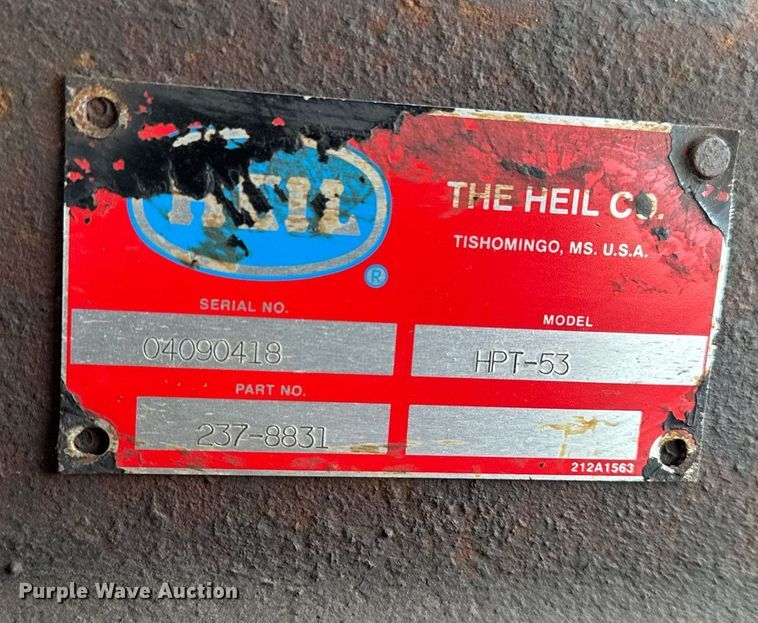 HEIL
®
THE HEIL CO.
TISHOMINGO, MS. U.S.A.
SERIAL NO.
04090418
MODEL
HPT-53
PART NO.
237-8831
212A1563
Purple Wave Auction